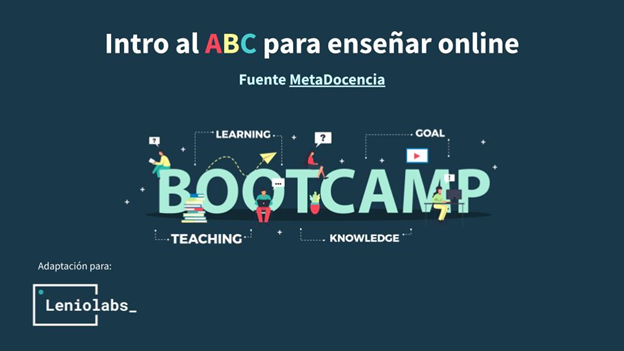 Intro al ABC para enseñar online
Fuente MetaDocencia
LEARNING
GOAL
BOOTCAMP
TEACHING
KNOWLEDGE
Adaptación para:
Leniolabs_